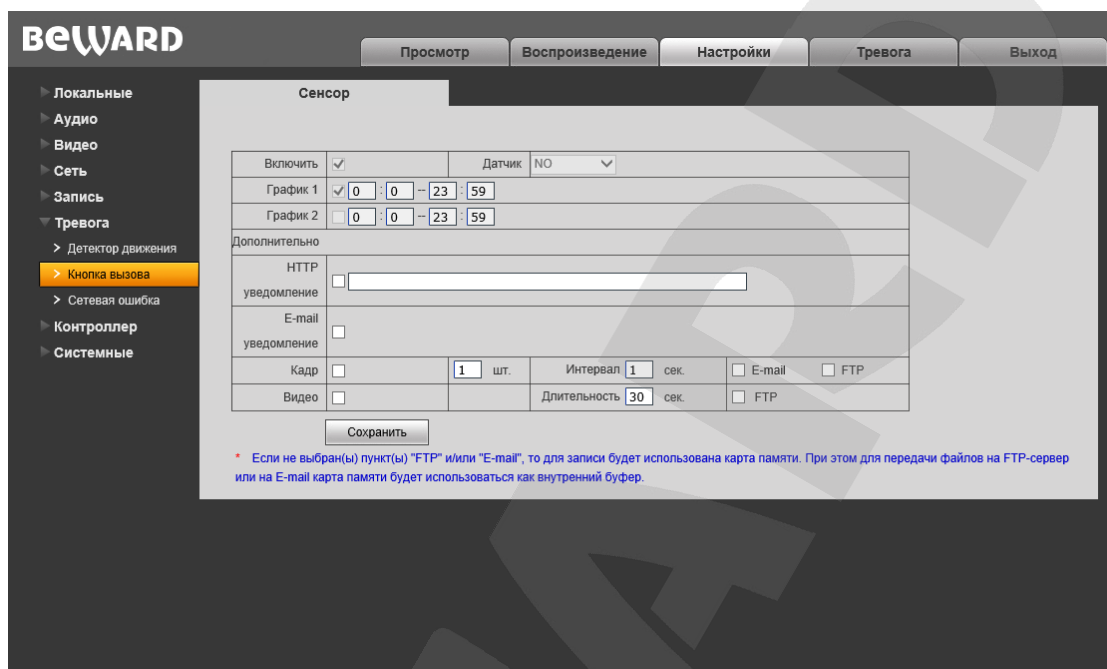 BEWARD
Просмотр Воспроизведение Настройки Тревога Выход
Локальные
Аудио
Видео
Сеть
Запись
Тревога
> Детектор движения
> Кнопка вызова
> Сетевая ошибка
Контроллер
Системные
Сенсор
Включить Датчик NO
График 1 0 : 0 -- 23 : 59
График 2 0 : 0 -- 23 : 59
Дополнительно
HTTP
уведомление
E-mail
уведомление
Кадр 1 шт. Интервал 1 сек. E-mail FTP
Видео Длительность 30 сек. FTP
Сохранить
* Если не выбран(ы) пункт(ы) "FTP" и/или "E-mail", то для записи будет использована карта памяти. При этом для передачи файлов на FTP-сервер
или на E-mail карта памяти будет использоваться как внутренний буфер.